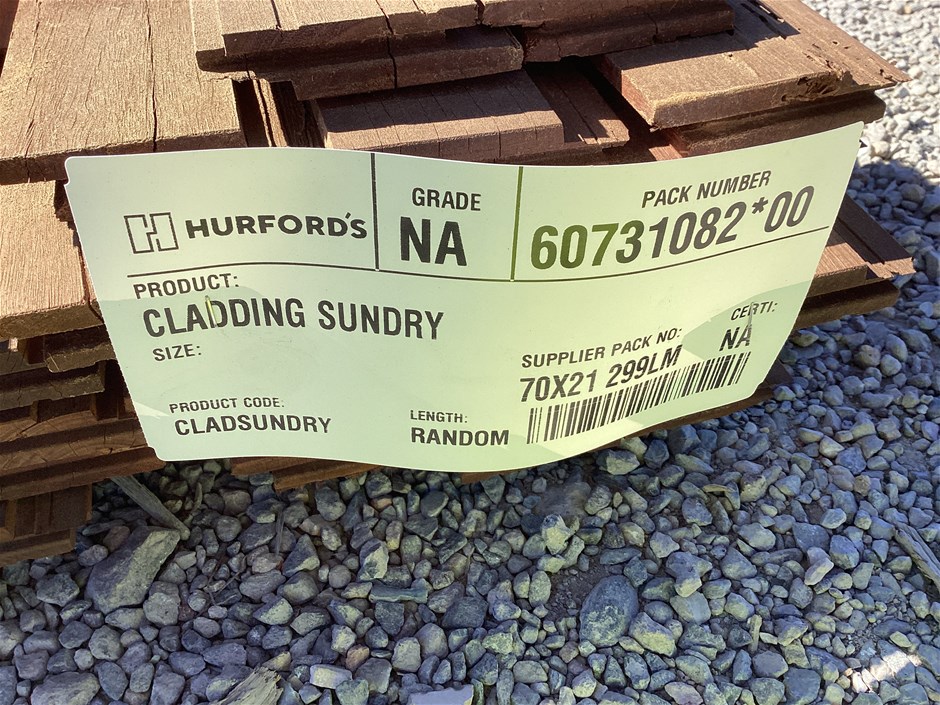 HURFORD'S
GRADE
NA
PACK NUMBER
60731082*00
PRODUCT:
CLADDING SUNDRY
SIZE:
SUPPLIER PACK NO:
70X21 299LM
CERTI:
NA
PRODUCT CODE:
CLADSUNDRY
LENGTH:
RANDOM